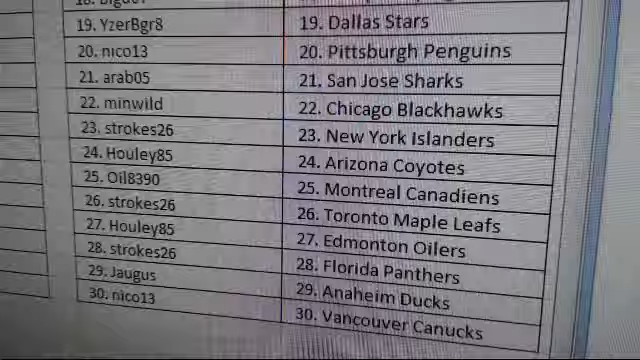 19. YzerBgr8 19. Dallas Stars
20. nico13 20. Pittsburgh Penguins
21. arab05 21. San Jose Sharks
22. minwild 22. Chicago Blackhawks
23. strokes26 23. New York Islanders
24. Houley85 24. Arizona Coyotes
25. Oil8390 25. Montreal Canadiens
26. strokes26 26. Toronto Maple Leafs
27. Houley85 27. Edmonton Oilers
28. strokes26 28. Florida Panthers
29. Jaugus 29. Anaheim Ducks
30. nico13 30. Vancouver Canucks